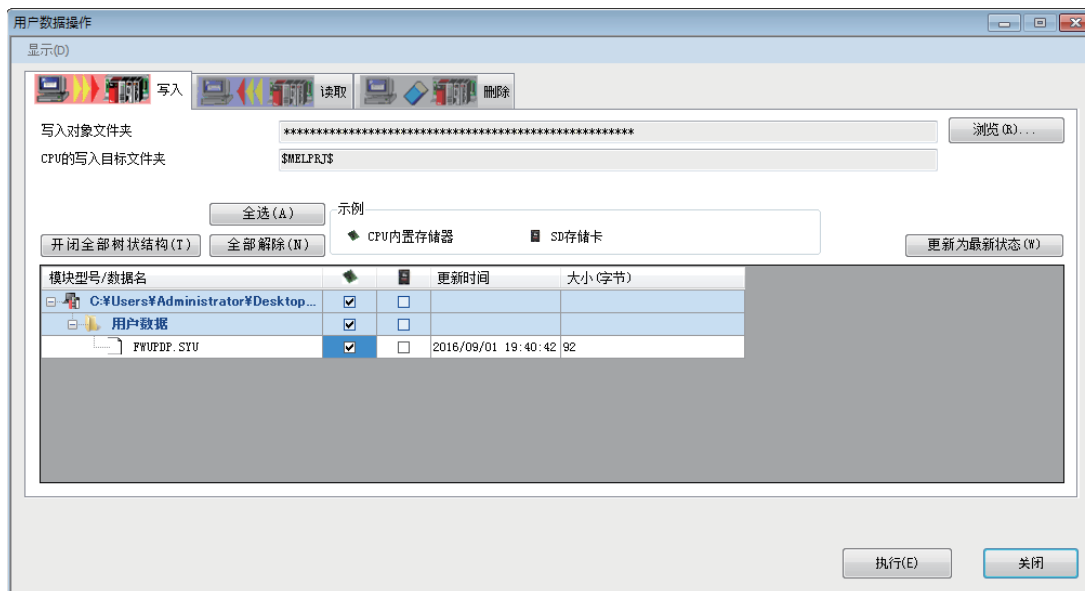 用户数据操作
显示(D)
写入 读取 删除
写入对象文件夹 ****************************************************** 浏览(R)...
CPU的写入目标文件夹 $MELPRJ$
全选(A) 示例
开闭全部树状结构(T) 全部解除(N) CPU内置存储器 SD存储卡 更新为最新状态(W)
模块型号/数据名 更新时间 大小(字节)
C:¥Users¥Administrator¥Desktop...
用户数据
FWUPDP.SYU 2016/09/01 19:40:42 92
执行(E) 关闭